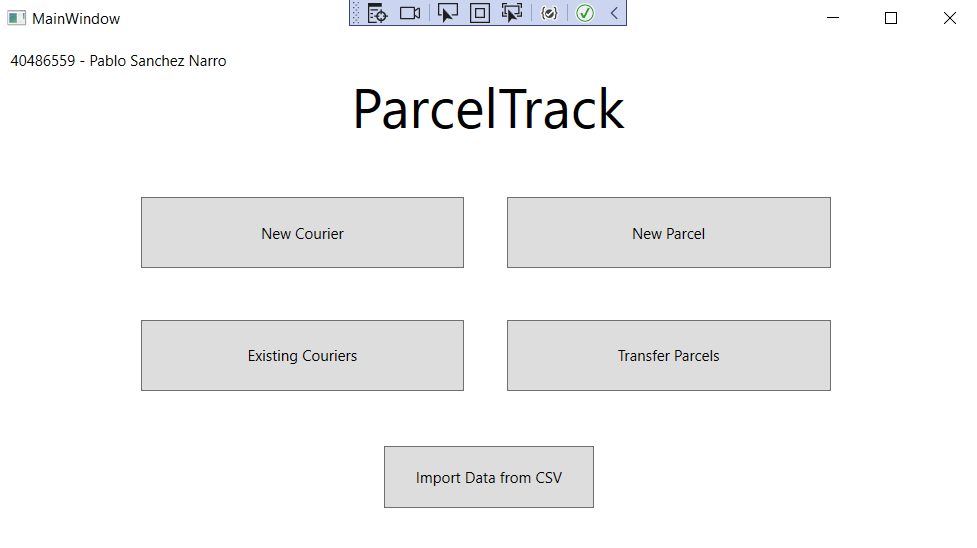 MainWindow
40486559 - Pablo Sanchez Narro
ParcelTrack
New Courier
New Parcel
Existing Couriers
Transfer Parcels
Import Data from CSV